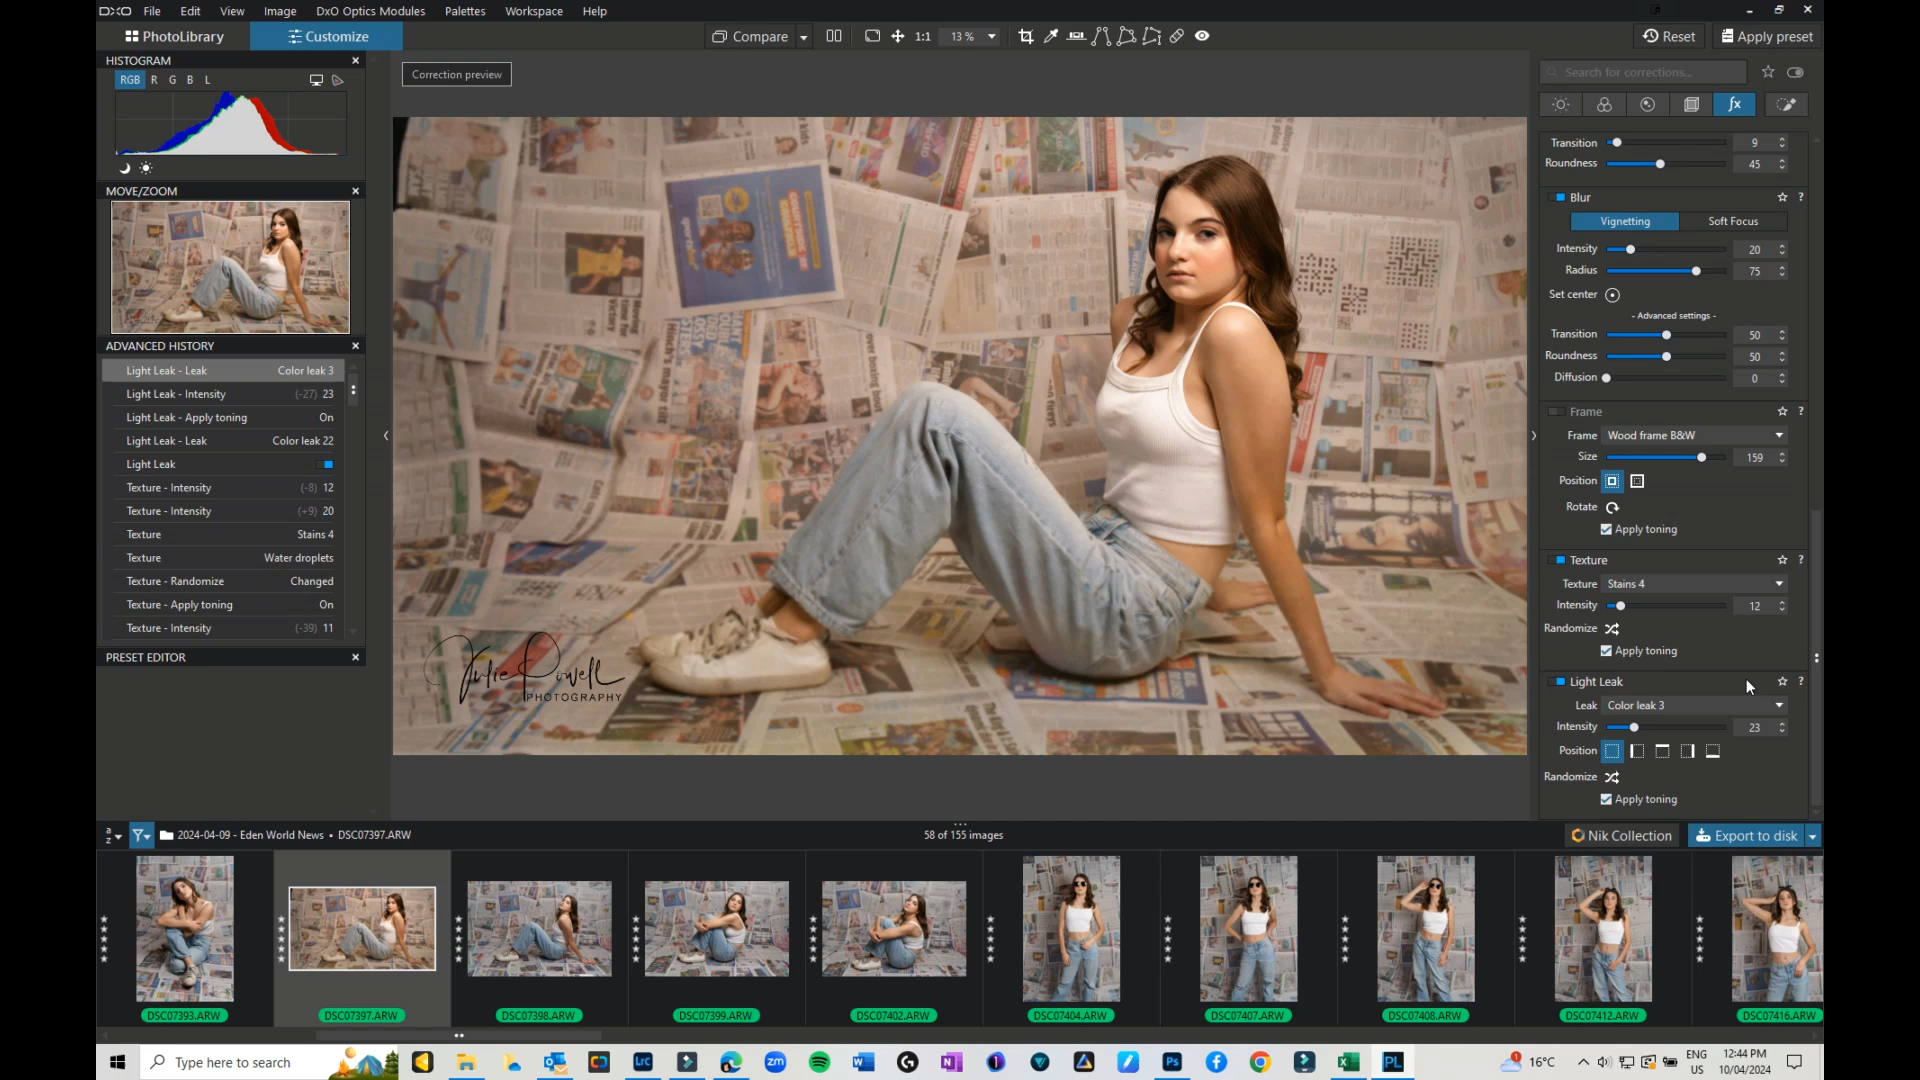 DXO File Edit View Image DxO Optics Modules Palettes Workspace Help
PhotoLibrary Customize Compare 1:1 13 % Reset Apply preset
HISTOGRAM
RGB R G B L
Correction preview
Search for corrections...
fx
Transition 9
Roundness 45
MOVE/ZOOM
Blur ?
Vignetting Soft Focus
Intensity 20
Radius 75
Set center
- Advanced settings -
Transition 50
Roundness 50
Diffusion 0
ADVANCED HISTORY
Light Leak - Leak Color leak 3
Light Leak - Intensity (-27) 23
Light Leak - Apply toning On
Light Leak - Leak Color leak 22
Light Leak
Texture - Intensity (-8) 12
Texture - Intensity (+9) 20
Texture Stains 4
Texture Water droplets
Texture - Randomize Changed
Texture - Apply toning On
Texture - Intensity (-39) 11
PRESET EDITOR
Frame ?
Frame Wood frame B&W
Size 159
Position
Rotate
Apply toning
Texture ?
Texture Stains 4
Intensity 12
Randomize
Apply toning
Light Leak ?
Leak Color leak 3
Intensity 23
Position
Randomize
Apply toning
Julie Powell
PHOTOGRAPHY
2024-04-09 - Eden World News • DSC07397.ARW 58 of 155 images Nik Collection Export to disk
DSC07393.ARW DSC07397.ARW DSC07398.ARW DSC07399.ARW DSC07402.ARW DSC07404.ARW DSC07407.ARW DSC07408.ARW DSC07412.ARW DSC07416.ARW
Type here to search 16°C ENG US 12:44 PM 10/04/2024